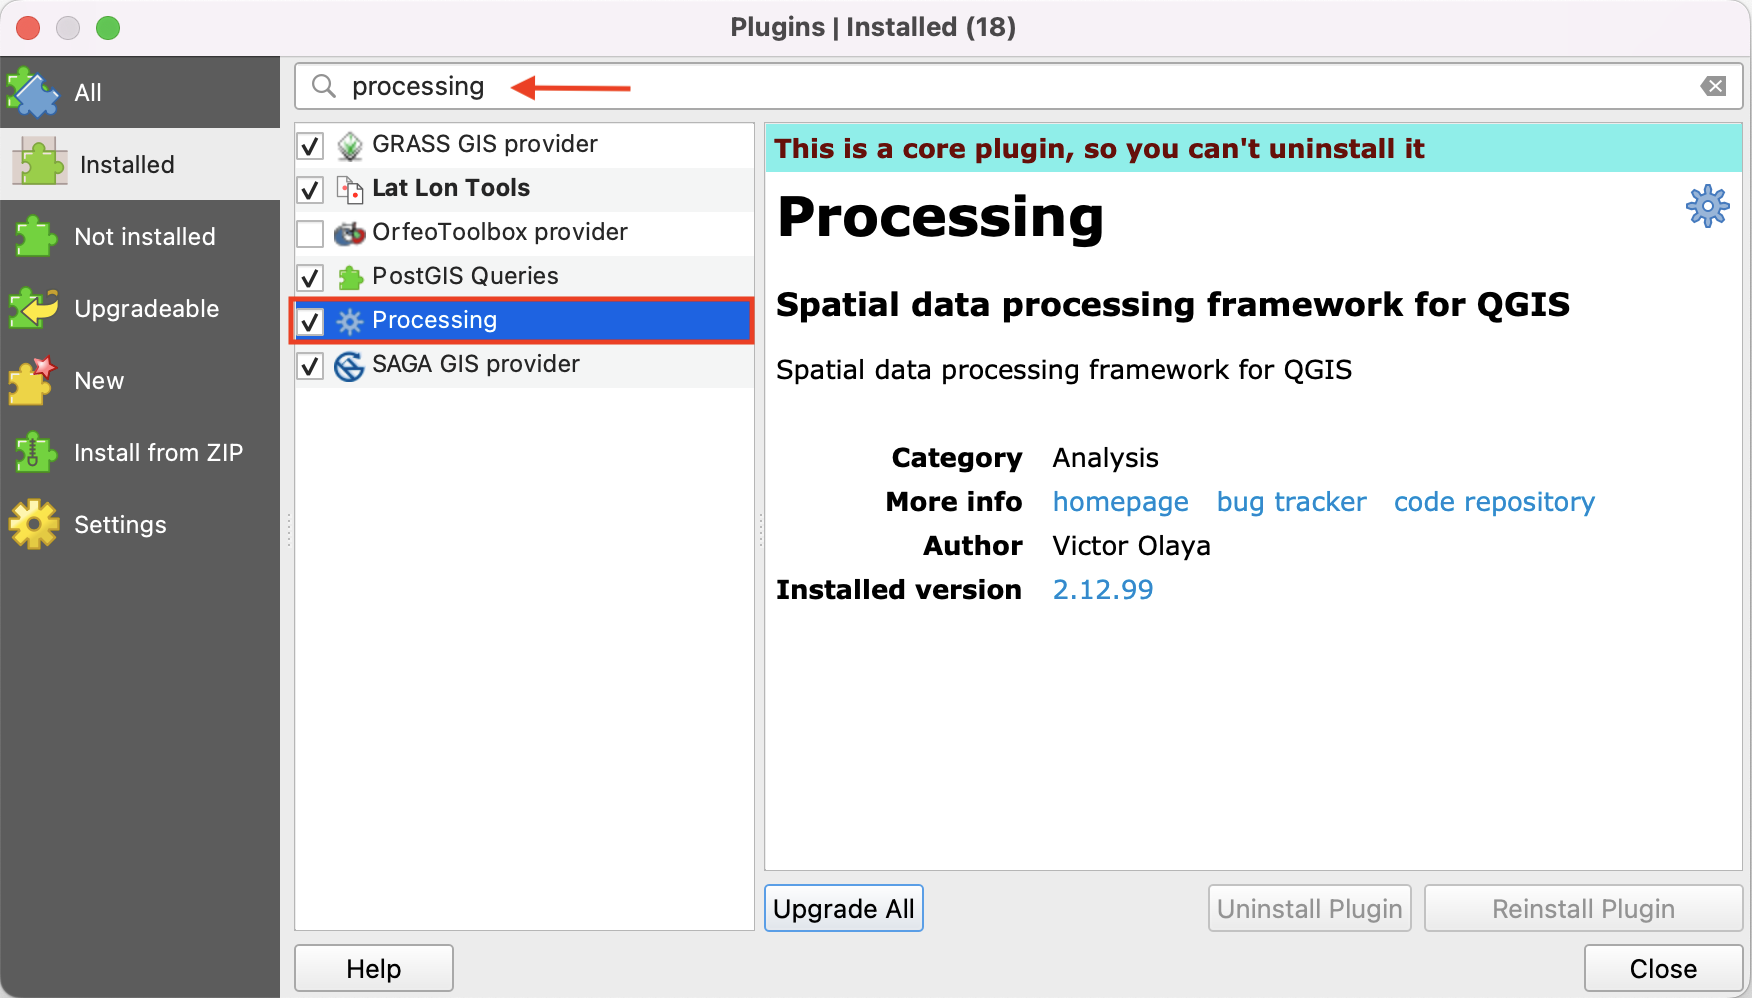 Plugins | Installed (18)
All
Installed
Not installed
Upgradeable
New
Install from ZIP
Settings
processing
GRASS GIS provider
Lat Lon Tools
OrfeoToolbox provider
PostGIS Queries
Processing
SAGA GIS provider
This is a core plugin, so you can't uninstall it
Processing
Spatial data processing framework for QGIS
Spatial data processing framework for QGIS
Category Analysis
More info homepage bug tracker code repository
Author Victor Olaya
Installed version 2.12.99
Upgrade All Uninstall Plugin Reinstall Plugin
Help Close